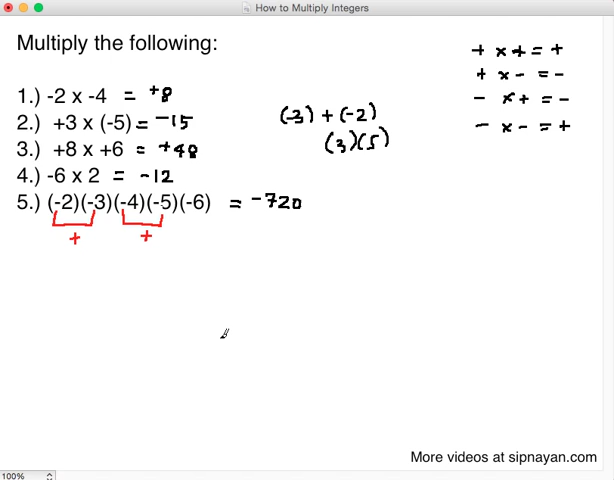 How to Multiply Integers
Multiply the following:
1.) -2 x -4 = +8
2.) +3 x (-5) = -15
3.) +8 x +6 = +48
4.) -6 x 2 = -12
5.) (-2)(-3)(-4)(-5)(-6) = -720
+ +
(-3) + (-2)
(3)(5)
+ x + = +
+ x - = -
- x + = -
- x - = +
More videos at sipnayan.com
100%